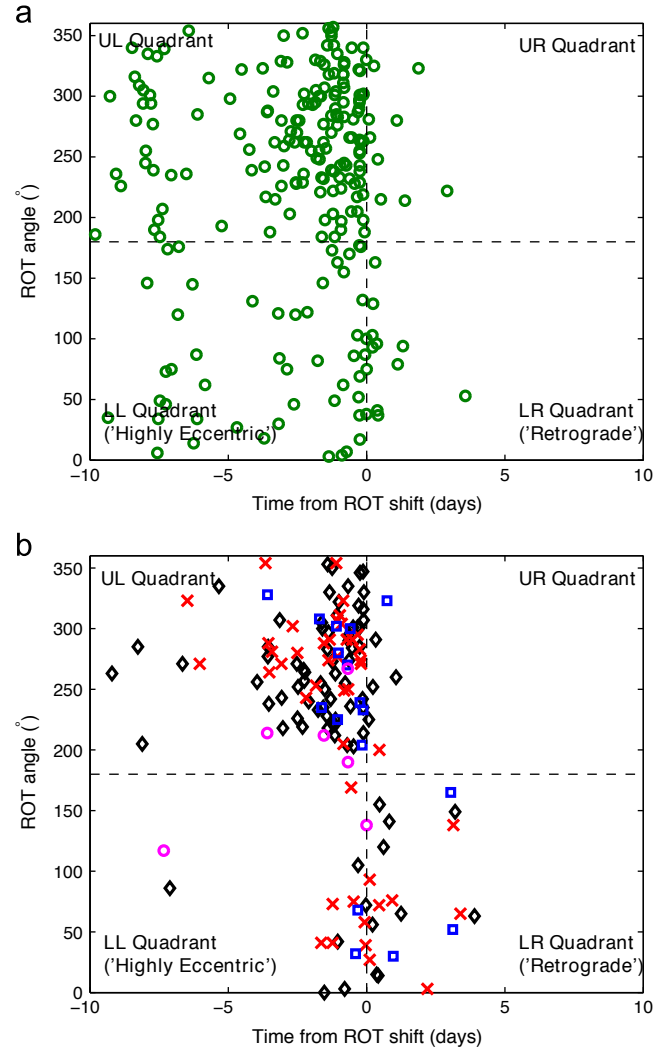 a
350
300
250
200
150
100
50
0
ROT angle (°)
UL Quadrant
UR Quadrant
LL Quadrant
('Highly Eccentric')
LR Quadrant
('Retrograde')
-10
-5
0
5
10
Time from ROT shift (days)
b
350
300
250
200
150
100
50
0
ROT angle (°)
UL Quadrant
UR Quadrant
LL Quadrant
('Highly Eccentric')
LR Quadrant
('Retrograde')
-10
-5
0
5
10
Time from ROT shift (days)